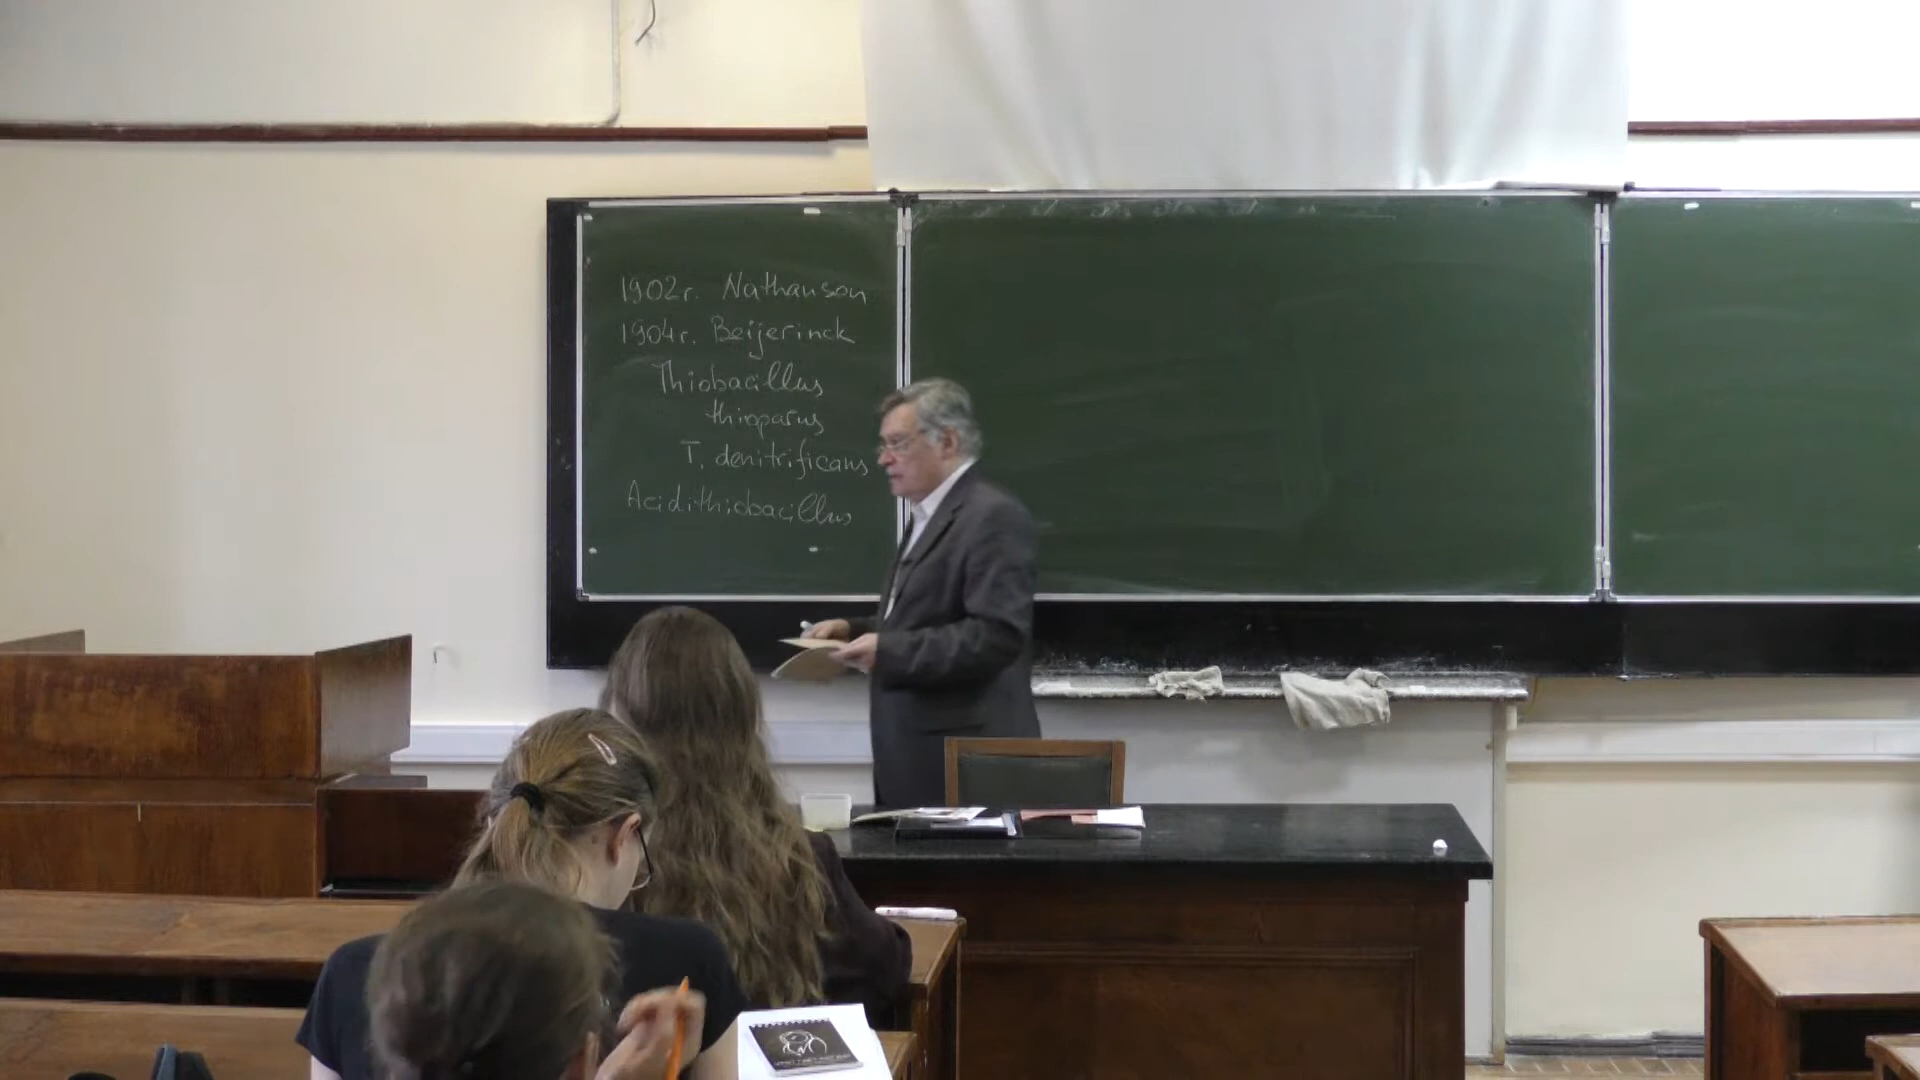 1902г. Nathanson
1904г. Beijerinck
Thiobacillus
thioparus
T. denitrificans
Acidithiobacillus